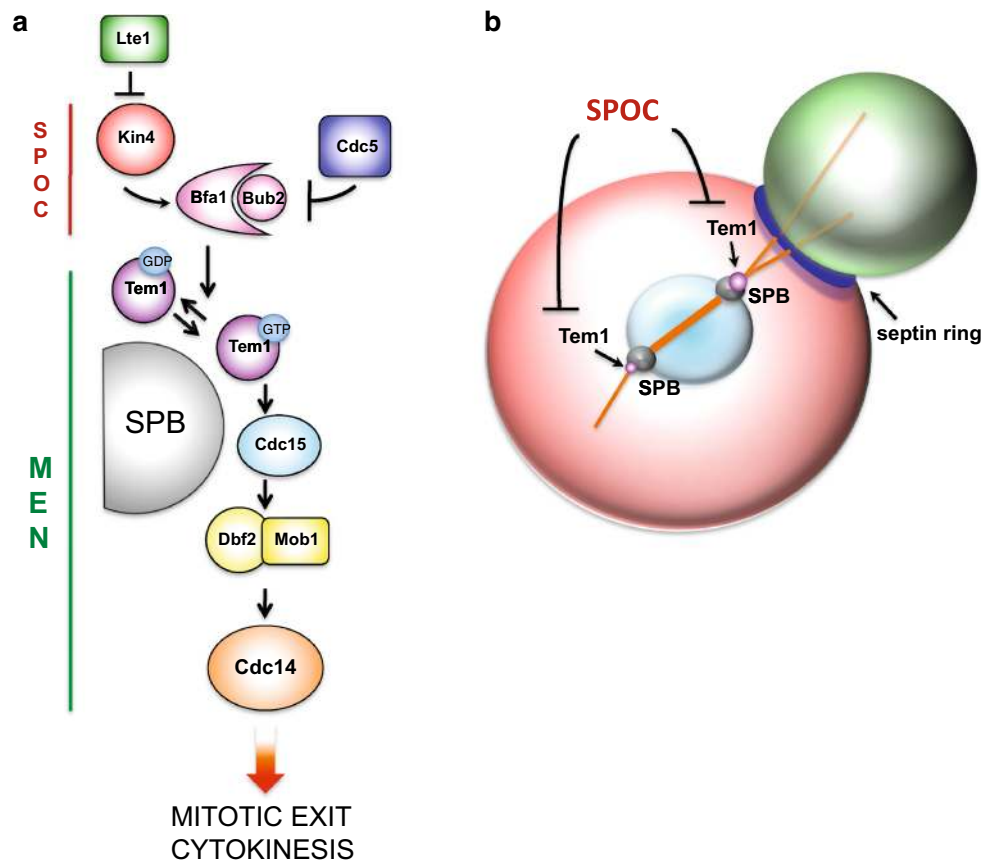 a
Lte1
S
P
O
C
Kin4
Cdc5
Bfa1
Bub2
GDP
Tem1
GTP
Tem1
SPB
Cdc15
M
E
N
Dbf2
Mob1
Cdc14
MITOTIC EXIT
CYTOKINESIS
b
SPOC
Tem1
SPB
Tem1
SPB
septin ring